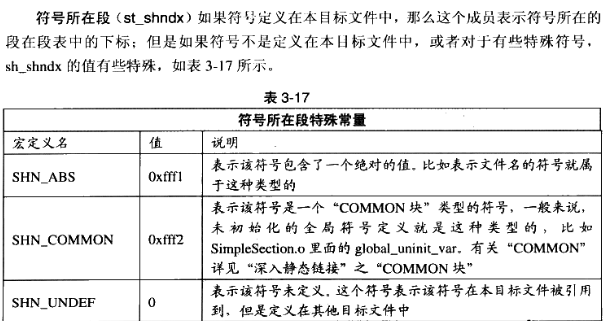 符号所在段（st_shndx）如果符号定义在本目标文件中，那么这个成员表示符号所在的
段在段表中的下标；但是如果符号不是定义在本目标文件中，或者对于有些特殊符号，
sh_shndx 的值有些特殊，如表 3-17 所示。
表 3-17
符号所在段特殊常量
宏定义名 值 说明
SHN_ABS 0xfff1 表示该符号包含了一个绝对的值。比如表示文件名的符号就属
于这种类型的
SHN_COMMON 0xfff2 表示该符号是一个“COMMON 块”类型的符号，一般来说，
未初始化的全局符号定义就是这种类型的，比如
SimpleSection.o 里面的 global_uninit_var。有关“COMMON”
详见“深入静态链接”之“COMMON 块”
SHN_UNDEF 0 表示该符号未定义。这个符号表示该符号在本目标文件被引用
到，但是定义在其他目标文件中